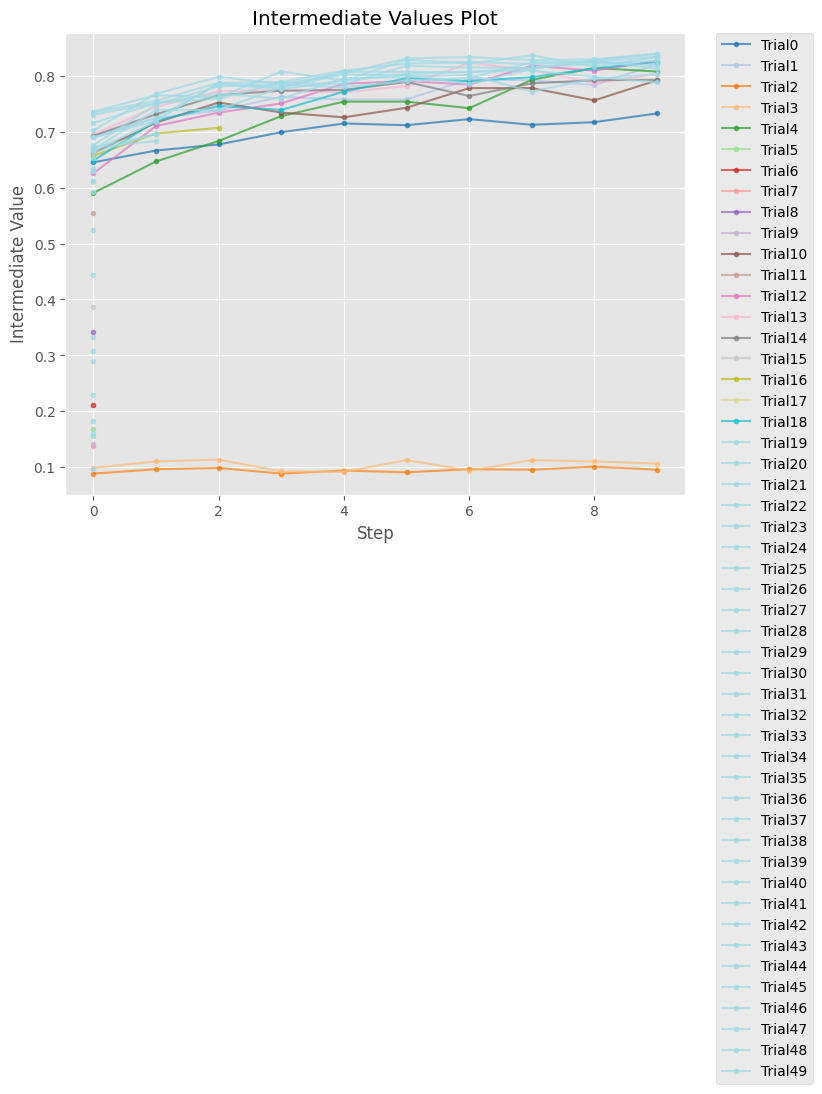 Intermediate Values Plot
Intermediate Value
0.8
0.7
0.6
0.5
0.4
0.3
0.2
0.1
0
2
4
6
8
Step
Trial0
Trial1
Trial2
Trial3
Trial4
Trial5
Trial6
Trial7
Trial8
Trial9
Trial10
Trial11
Trial12
Trial13
Trial14
Trial15
Trial16
Trial17
Trial18
Trial19
Trial20
Trial21
Trial22
Trial23
Trial24
Trial25
Trial26
Trial27
Trial28
Trial29
Trial30
Trial31
Trial32
Trial33
Trial34
Trial35
Trial36
Trial37
Trial38
Trial39
Trial40
Trial41
Trial42
Trial43
Trial44
Trial45
Trial46
Trial47
Trial48
Trial49